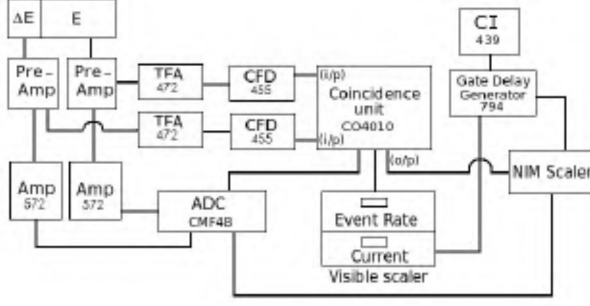 ΔE E
CI
439
Pre-
Amp
Pre-
Amp
TFA
472
CFD
455
(i/p)
Coincidence
unit
CO4010
Gate Delay
Generator
794
TFA
472
CFD
455
(i/p)
(o/p)
NIM Scaler
Amp
572
Amp
572
ADC
CMF4B
Event Rate
Current
Visible scaler